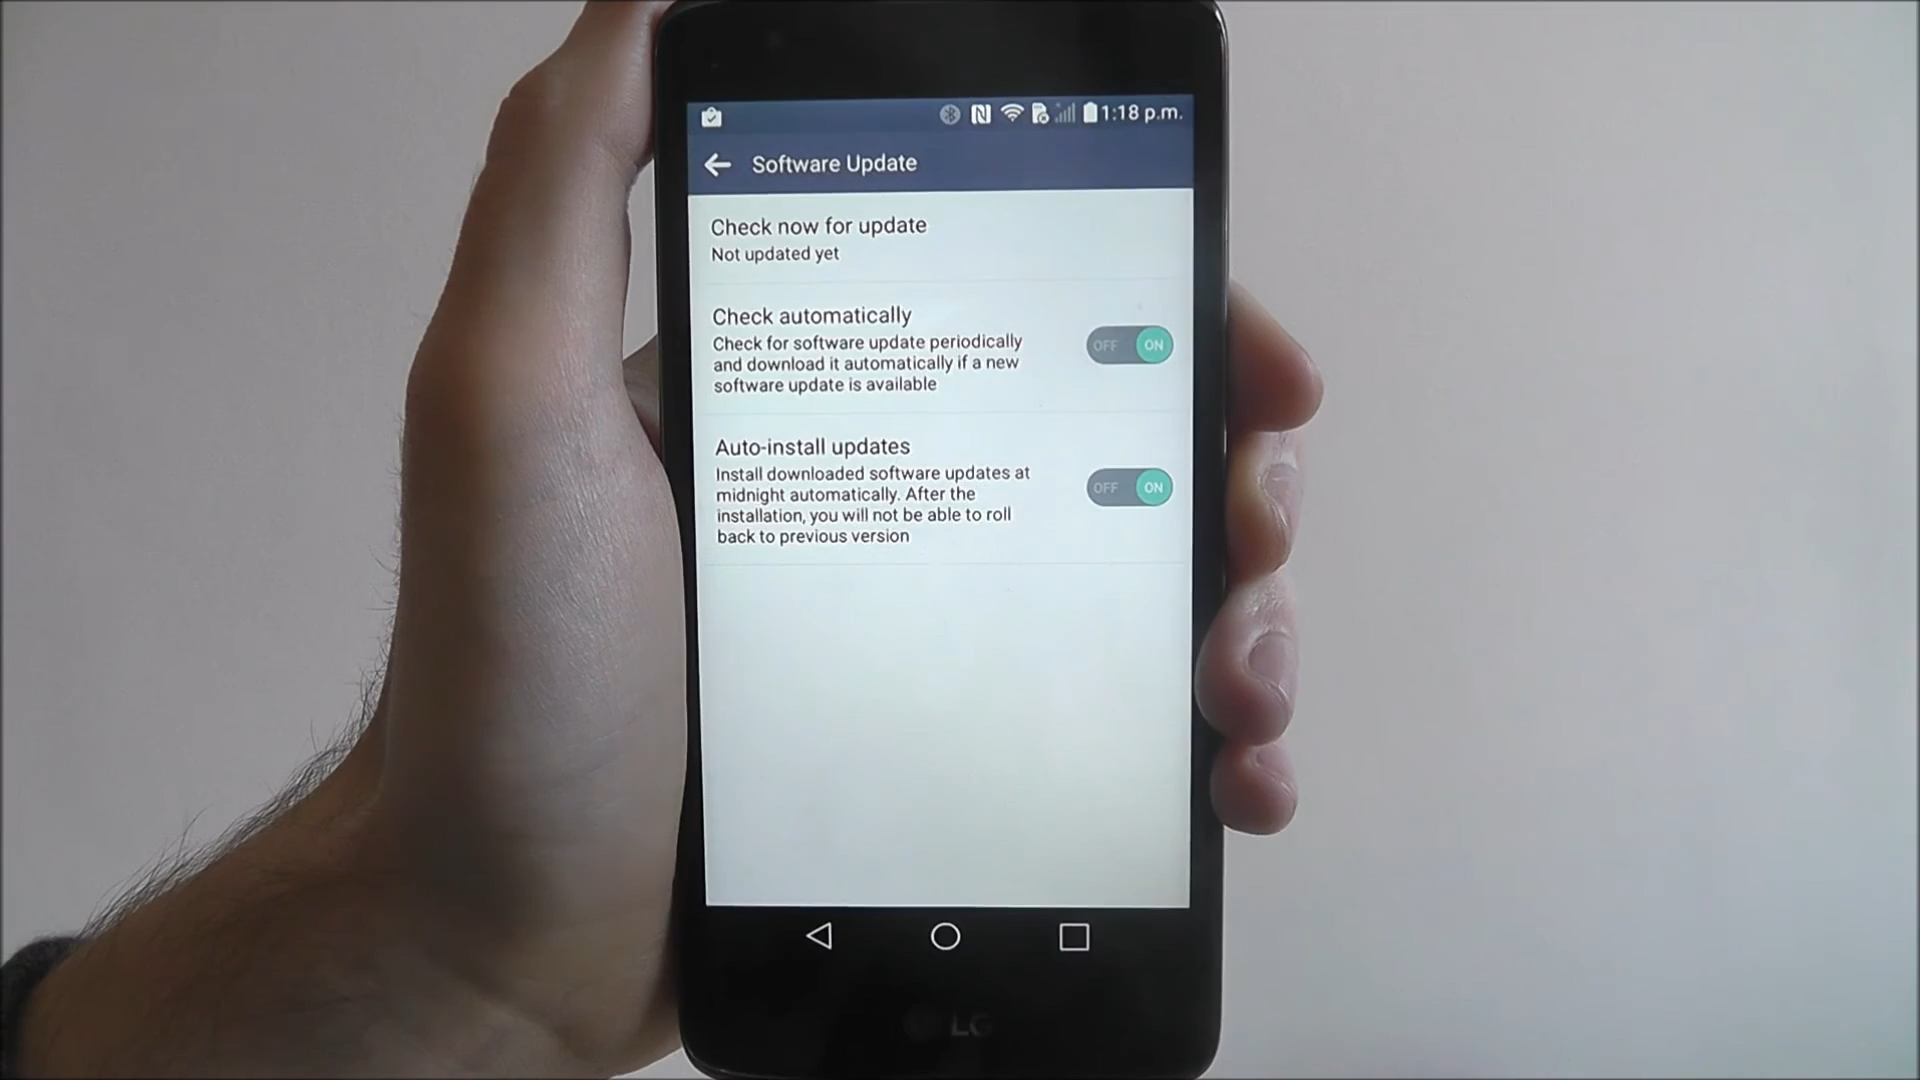 1:18 p.m.
Software Update
Check now for update
Not updated yet
Check automatically
Check for software update periodically
and download it automatically if a new
software update is available
OFF ON
Auto-install updates
Install downloaded software updates at
midnight automatically. After the
installation, you will not be able to roll
back to previous version
OFF ON
LG